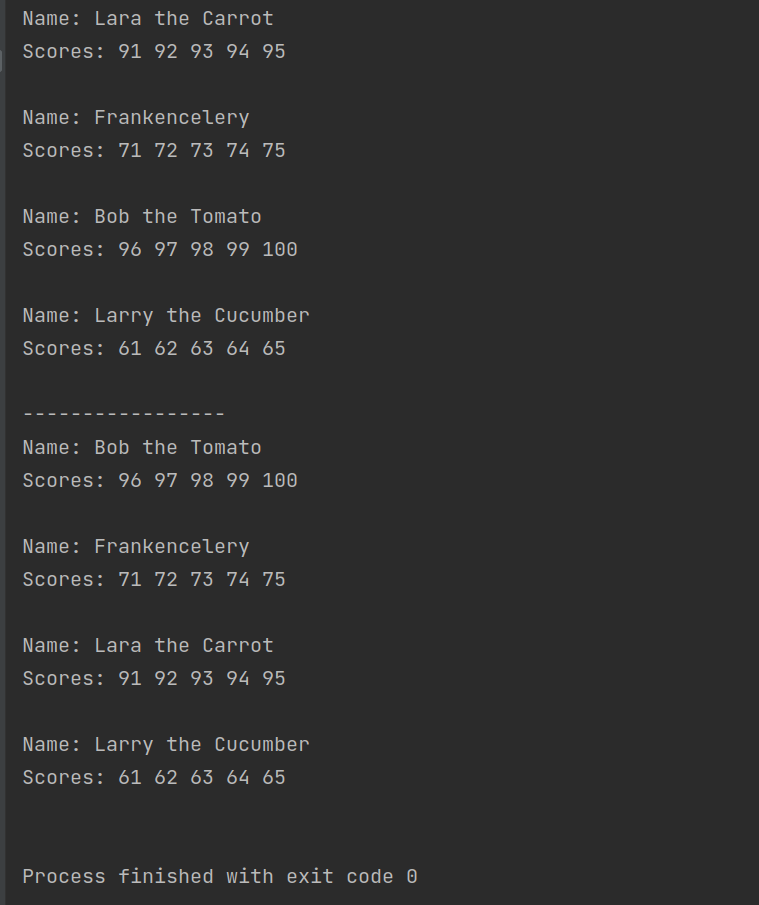 Name: Lara the Carrot
Scores: 91 92 93 94 95
Name: Frankencelery
Scores: 71 72 73 74 75
Name: Bob the Tomato
Scores: 96 97 98 99 100
Name: Larry the Cucumber
Scores: 61 62 63 64 65
-----------------
Name: Bob the Tomato
Scores: 96 97 98 99 100
Name: Frankencelery
Scores: 71 72 73 74 75
Name: Lara the Carrot
Scores: 91 92 93 94 95
Name: Larry the Cucumber
Scores: 61 62 63 64 65
Process finished with exit code 0